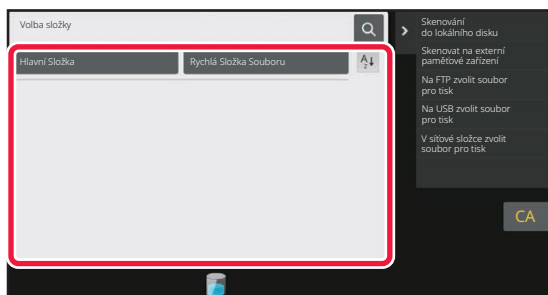 Volba složky
Hlavní Složka
Rychlá Složka Souboru
A
Z
Skenování
do lokálního disku
Skenovat na externí
paměťové zařízení
Na FTP zvolit soubor
pro tisk
Na USB zvolit soubor
pro tisk
V síťové složce zvolit
soubor pro tisk
CA